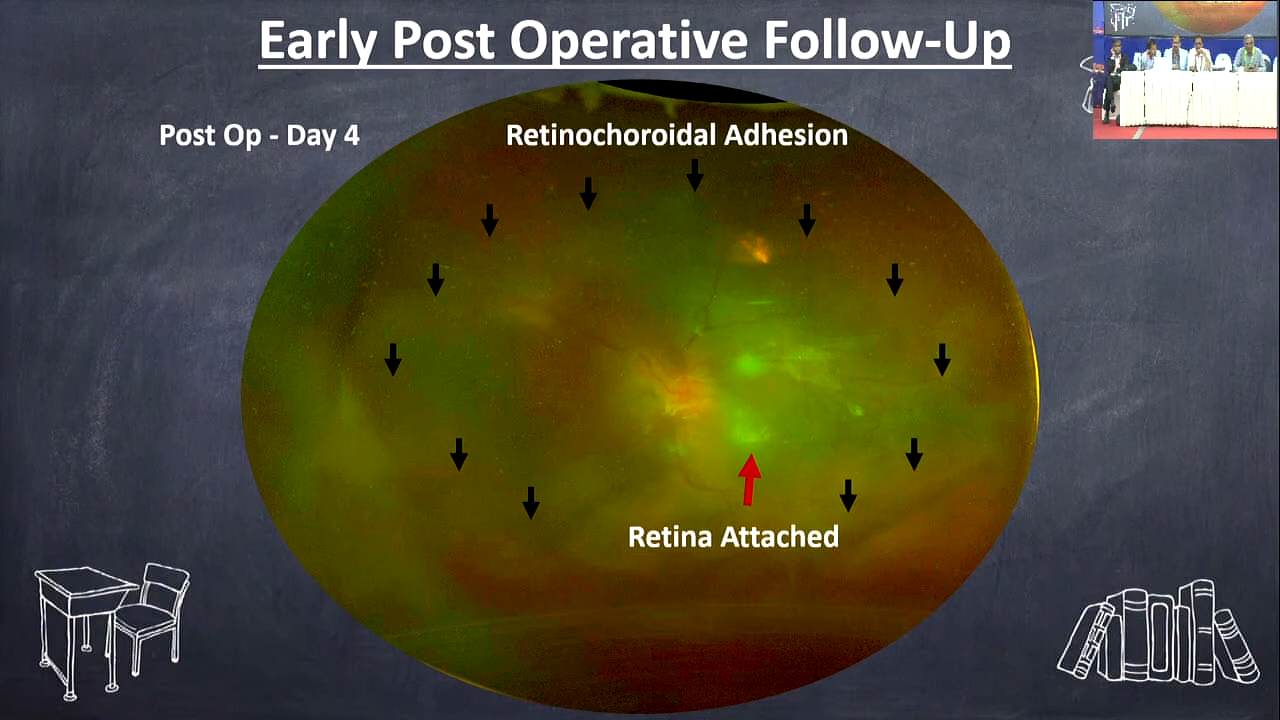 Early Post Operative Follow-Up
Post Op - Day 4
Retinochoroidal Adhesion
Retina Attached